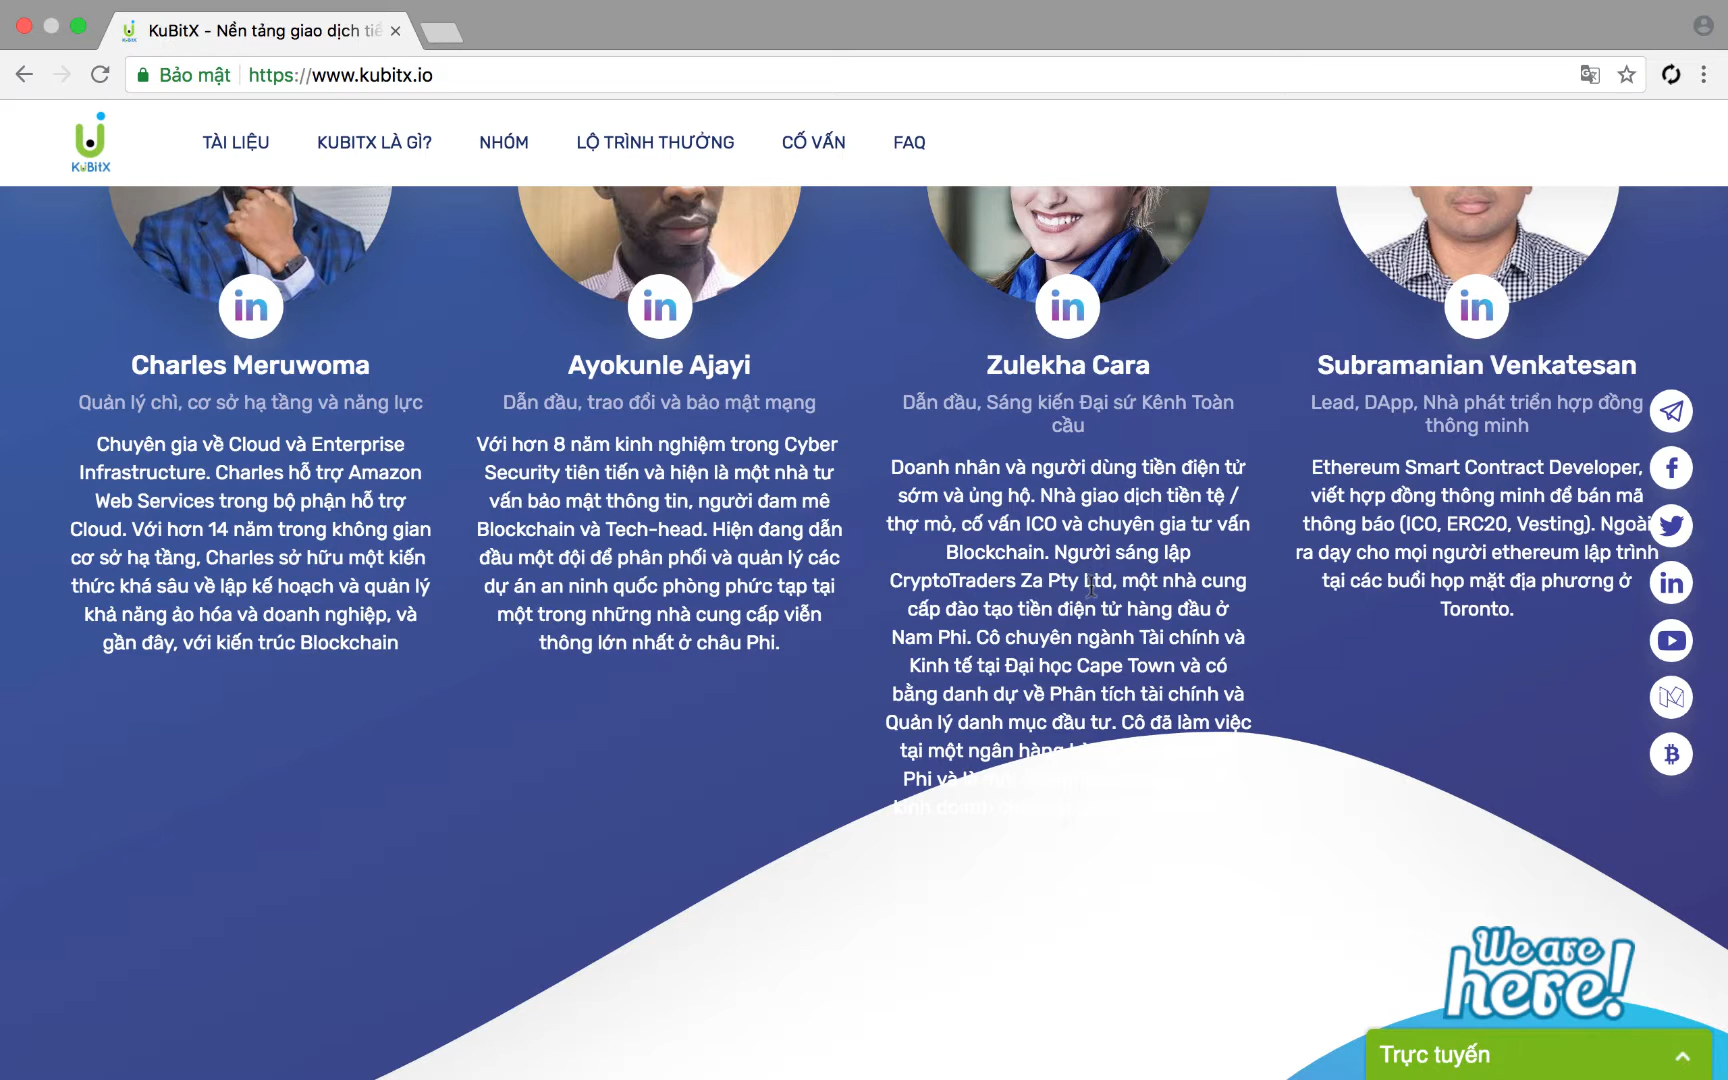 KuBitX - Nền tảng giao dịch tiề
Bảo mật
https://www.kubitx.io
KuBitX
TÀI LIỆU
KUBITX LÀ GÌ?
NHÓM
LỘ TRÌNH THƯỞNG
CỐ VẤN
FAQ
in
in
in
in
Charles Meruwoma
Quản lý chì, cơ sở hạ tầng và năng lực
Chuyên gia về Cloud và Enterprise
Infrastructure. Charles hỗ trợ Amazon
Web Services trong bộ phận hỗ trợ
Cloud. Với hơn 14 năm trong không gian
cơ sở hạ tầng, Charles sở hữu một kiến
thức khá sâu về lập kế hoạch và quản lý
khả năng ảo hóa và doanh nghiệp, và
gần đây, với kiến trúc Blockchain
Ayokunle Ajayi
Dẫn đầu, trao đổi và bảo mật mạng
Với hơn 8 năm kinh nghiệm trong Cyber
Security tiên tiến và hiện là một nhà tư
vấn bảo mật thông tin, người đam mê
Blockchain và Tech-head. Hiện đang dẫn
đầu một đội để phân phối và quản lý các
dự án an ninh quốc phòng phức tạp tại
một trong những nhà cung cấp viễn
thông lớn nhất ở châu Phi.
Zulekha Cara
Dẫn đầu, Sáng kiến Đại sứ Kênh Toàn
cầu
Doanh nhân và người dùng tiền điện tử
sớm và ủng hộ. Nhà giao dịch tiền tệ /
thợ mỏ, cố vấn ICO và chuyên gia tư vấn
Blockchain. Người sáng lập
CryptoTraders Za Pty Ltd, một nhà cung
cấp đào tạo tiền điện tử hàng đầu ở
Nam Phi. Cô chuyên ngành Tài chính và
Kinh tế tại Đại học Cape Town và có
bằng danh dự về Phân tích tài chính và
Quản lý danh mục đầu tư. Cô đã làm việc
tại một ngân hàng
Phi và là
kinh doanh
Subramanian Venkatesan
Lead, DApp, Nhà phát triển hợp đồng
thông minh
Ethereum Smart Contract Developer,
viết hợp đồng thông minh để bán mã
thông báo (ICO, ERC20, Vesting). Ngoài
ra dạy cho mọi người ethereum lập trình
tại các buổi họp mặt địa phương ở
Toronto.
in
We are
here!
Trực tuyến